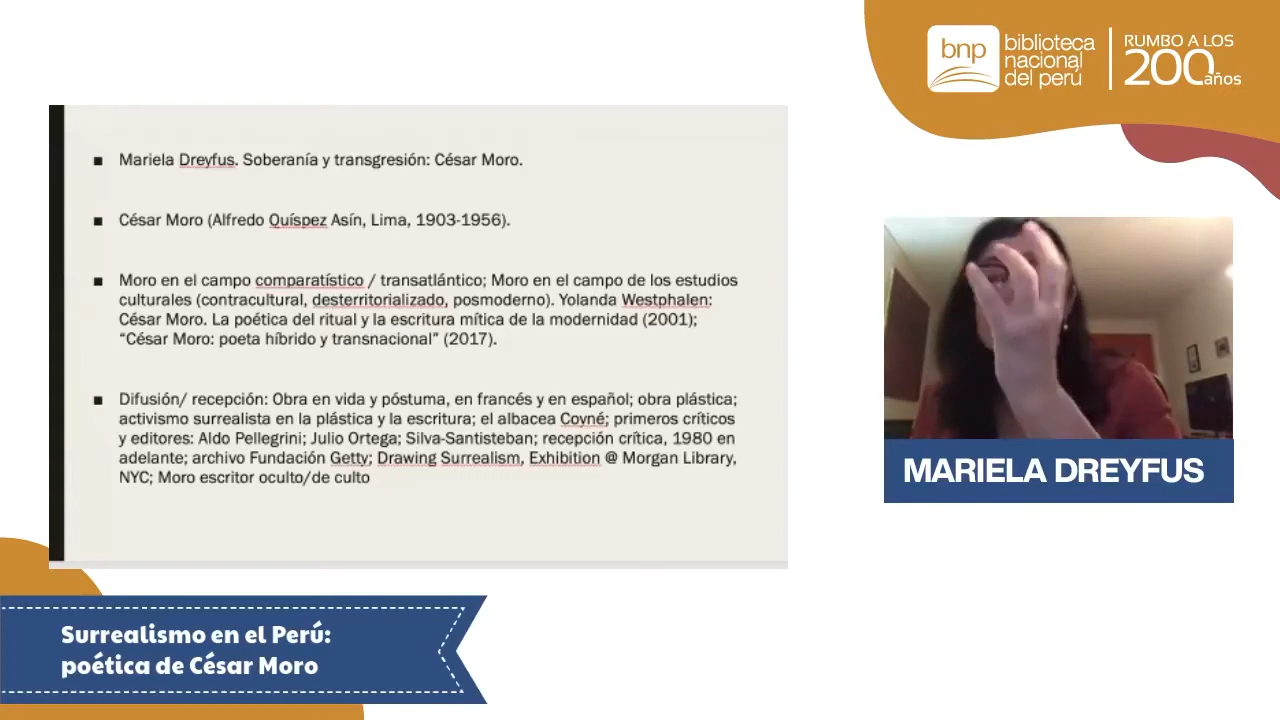 bnp
biblioteca
nacional
del perú
RUMBO A LOS
200
años
■ Mariela Dreyfus. Soberanía y transgresión: César Moro.
■ César Moro (Alfredo Quíspez Asín, Lima, 1903-1956).
■ Moro en el campo comparatístico / transatlántico; Moro en el campo de los estudios
culturales (contracultural, desterritorializado, posmoderno). Yolanda Westphalen:
César Moro. La poética del ritual y la escritura mítica de la modernidad (2001);
“César Moro: poeta híbrido y transnacional” (2017).
■ Difusión/ recepción: Obra en vida y póstuma, en francés y en español; obra plástica;
activismo surrealista en la plástica y la escritura; el albacea Coyné; primeros críticos
y editores: Aldo Pellegrini; Julio Ortega; Silva-Santisteban; recepción crítica, 1980 en
adelante; archivo Fundación Getty; Drawing Surrealism, Exhibition @ Morgan Library,
NYC; Moro escritor oculto/de culto
MARIELA DREYFUS
Surrealismo en el Perú:
poética de César Moro